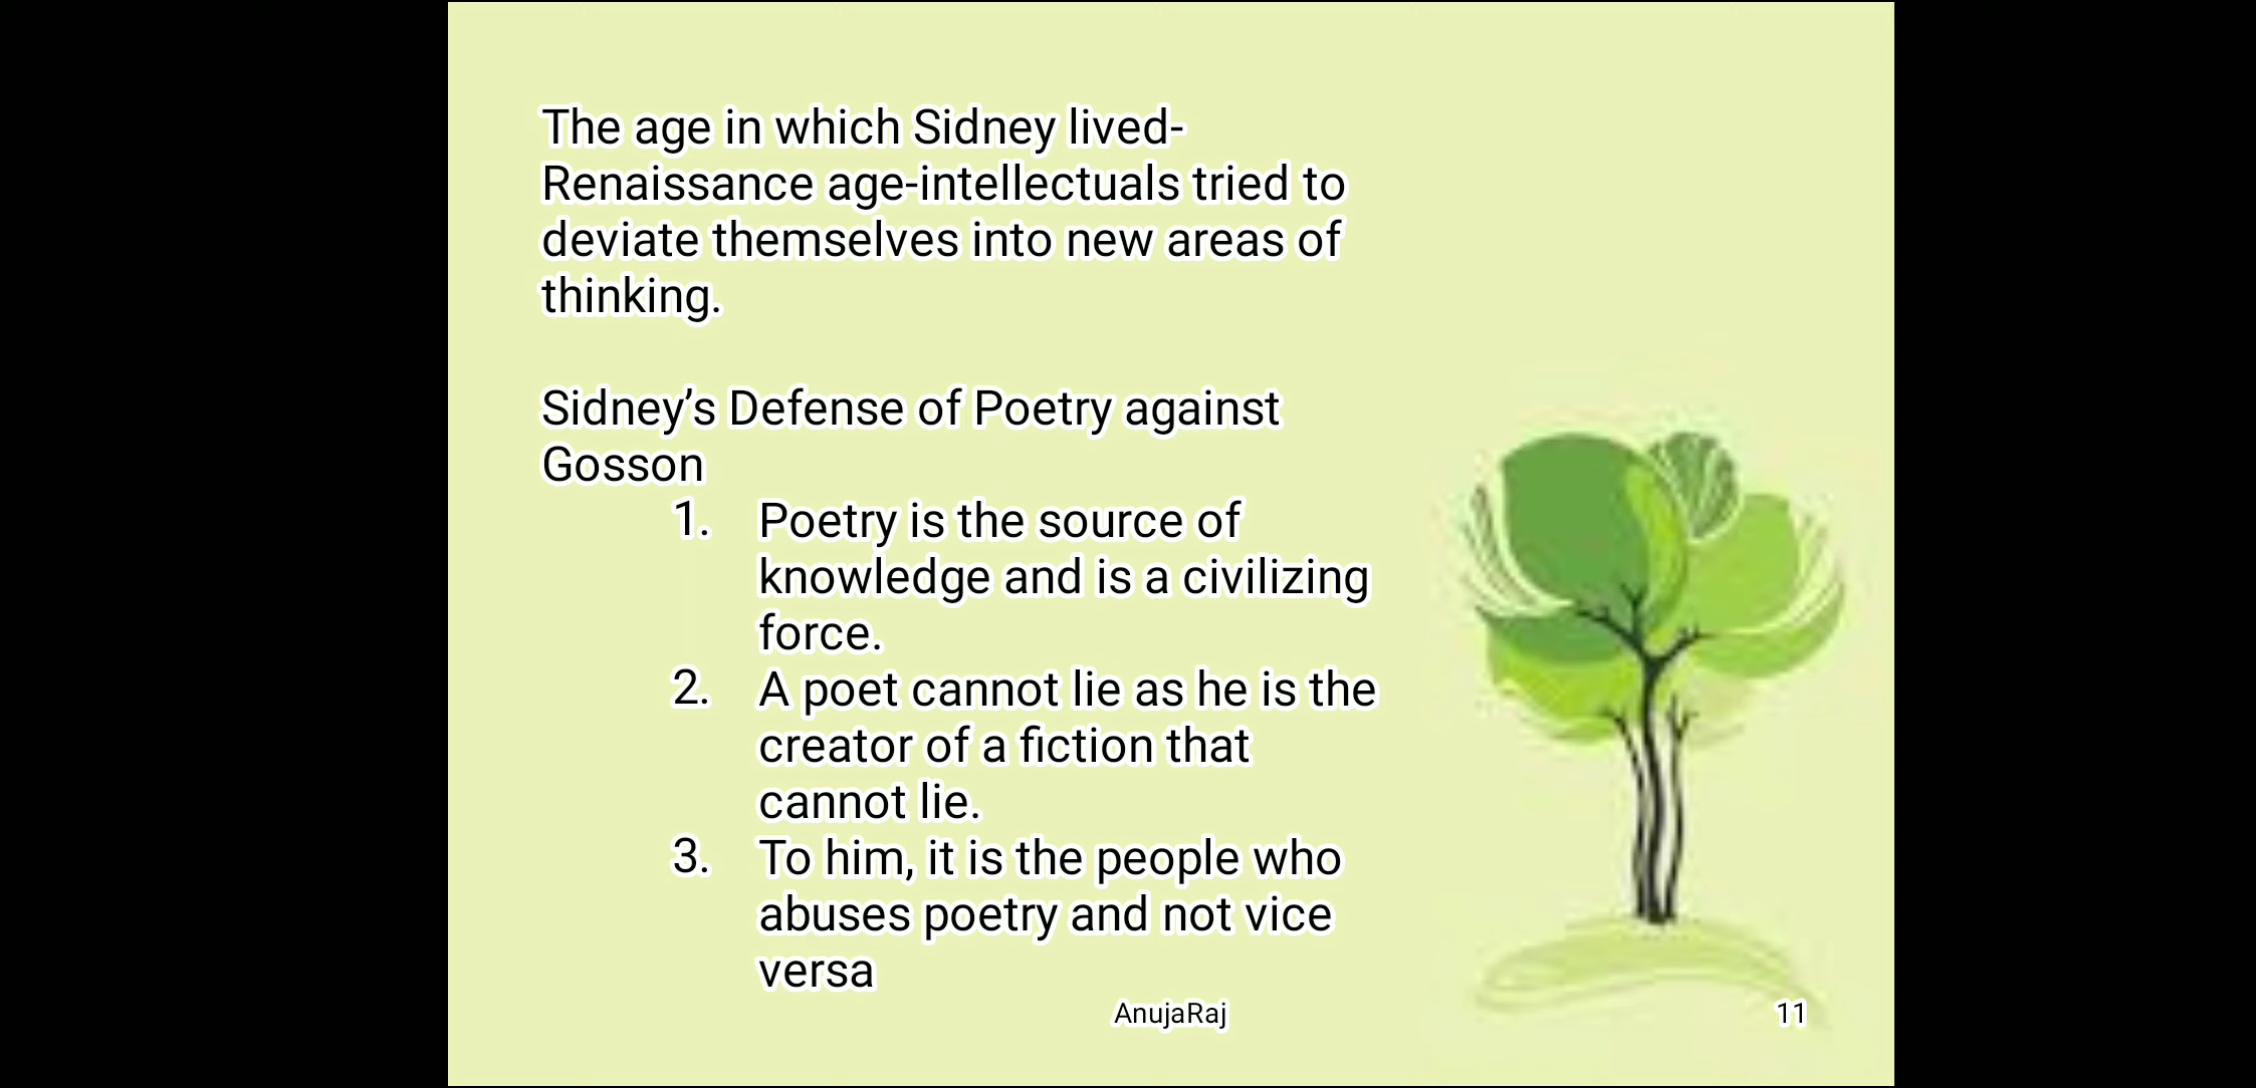 The age in which Sidney lived-
Renaissance age-intellectuals tried to
deviate themselves into new areas of
thinking.
Sidney’s Defense of Poetry against
Gosson
1. Poetry is the source of
knowledge and is a civilizing
force.
2. A poet cannot lie as he is the
creator of a fiction that
cannot lie.
3. To him, it is the people who
abuses poetry and not vice
versa
AnujaRaj
11